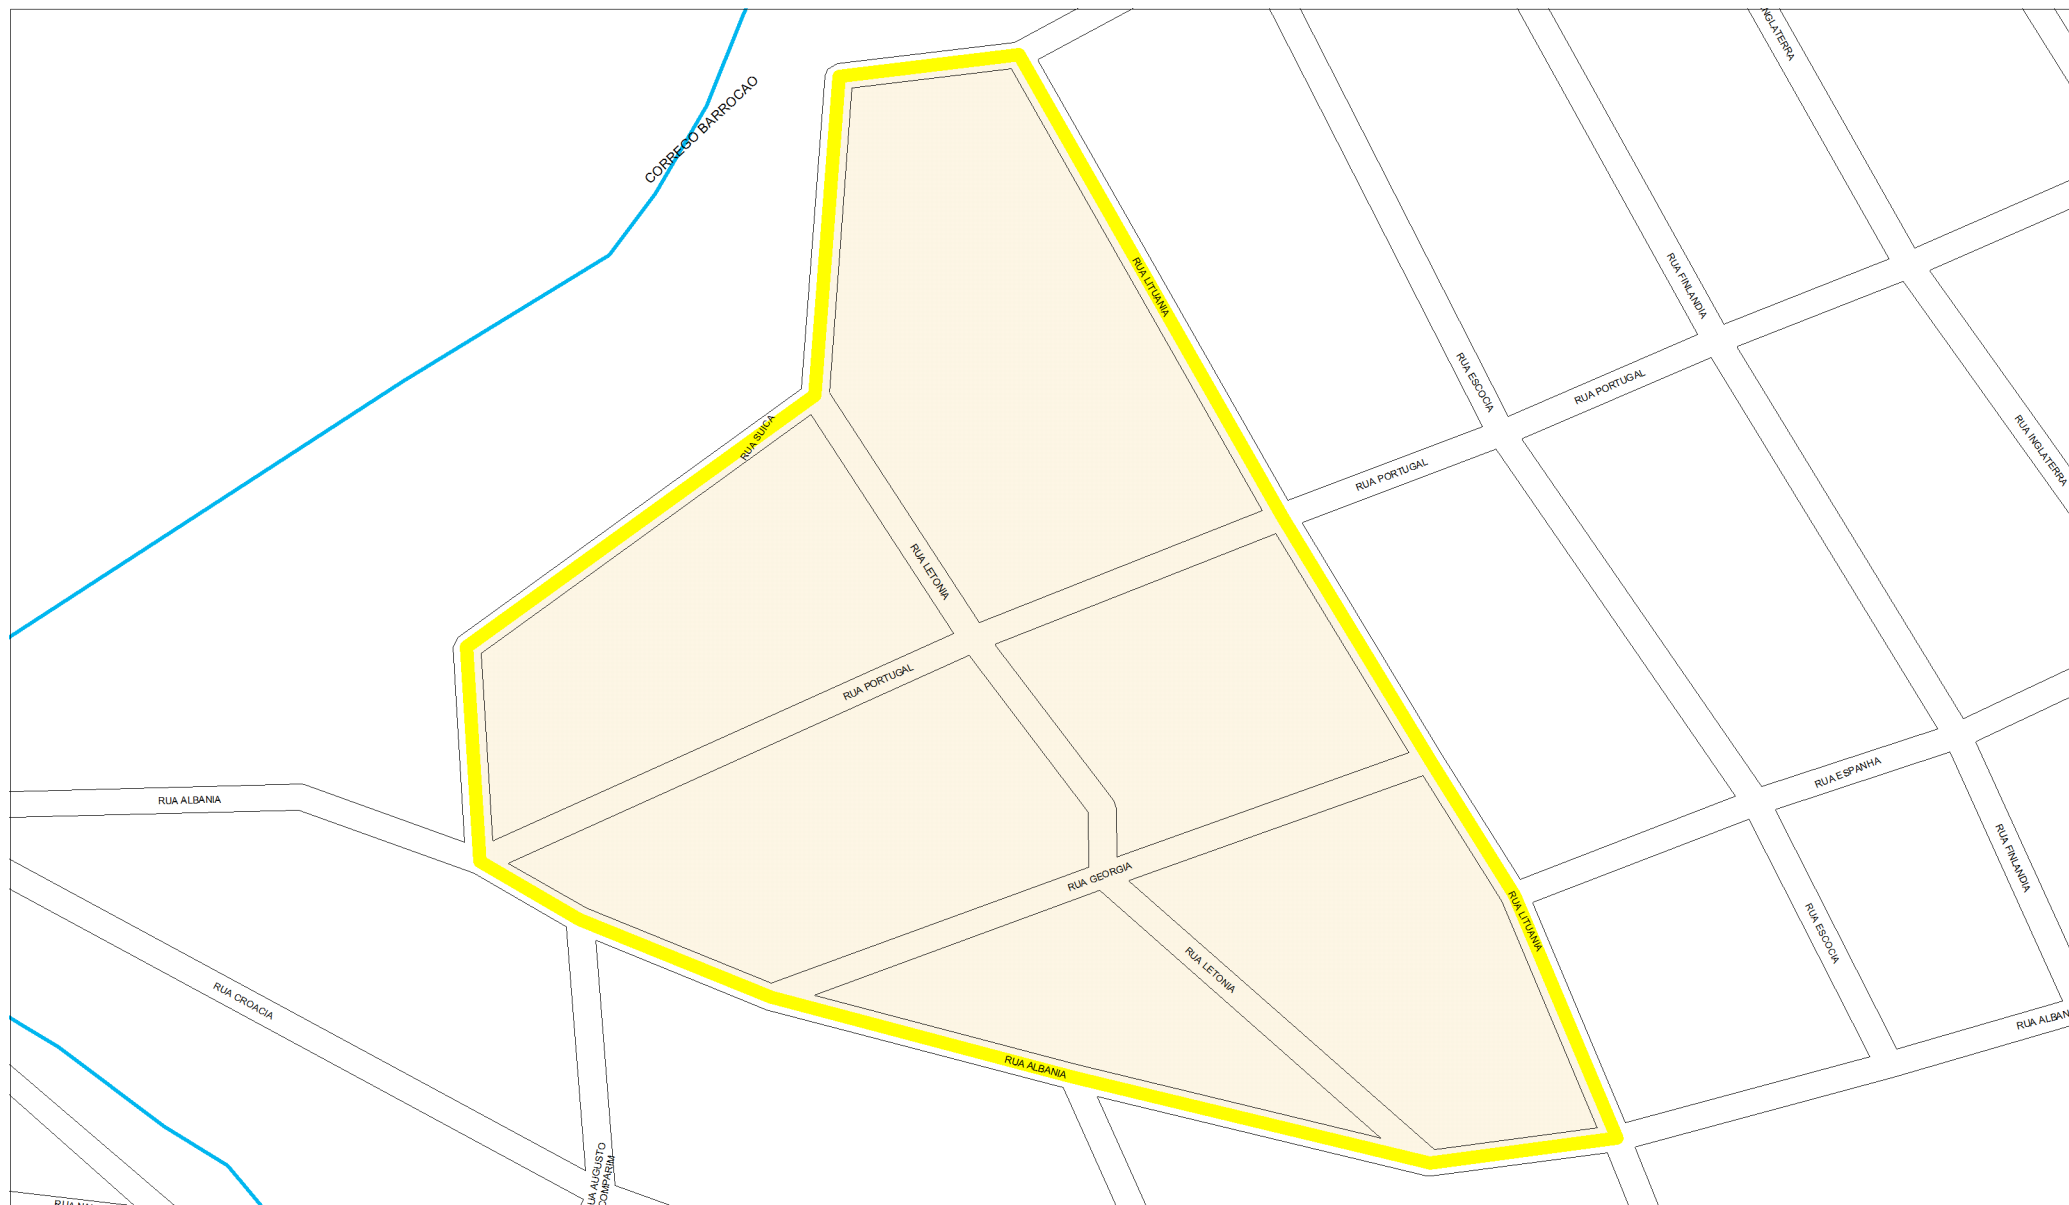 INGLATERRA
CORREGO BARROCAO
RUA LITUANIA
RUA FINLANDIA
RUA ESCOCIA
RUA PORTUGAL
RUA SUICA
RUA PORTUGAL
RUA INGLATERRA
RUA LETONIA
RUA PORTUGAL
RUA ESPANHA
RUA ALBANIA
RUA GEORGIA
RUA FINLANDIA
RUA LITUANIA
RUA ESCOCIA
RUA LETONIA
RUA CROACIA
RUA ALBAN
RUA ALBANIA
UA AUGUSTO
COMPARIM